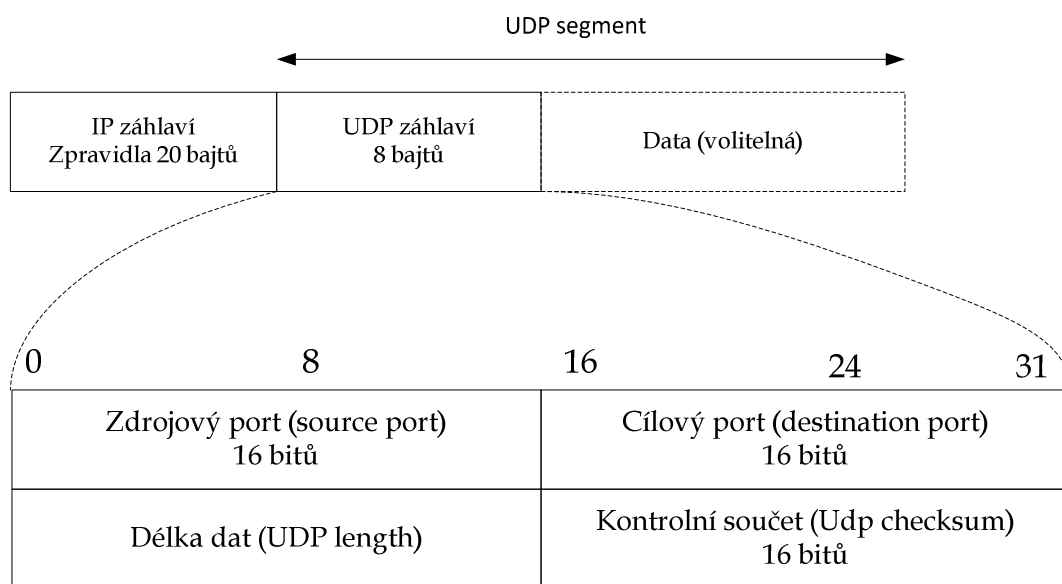 UDP segment
IP záhlaví
Zpravidla 20 bajtů
UDP záhlaví
8 bajtů
Data (volitelná)
0 8 16 24 31
Zdrojový port (source port)
16 bitů
Cílový port (destination port)
16 bitů
Délka dat (UDP length)
Kontrolní součet (Udp checksum)
16 bitů